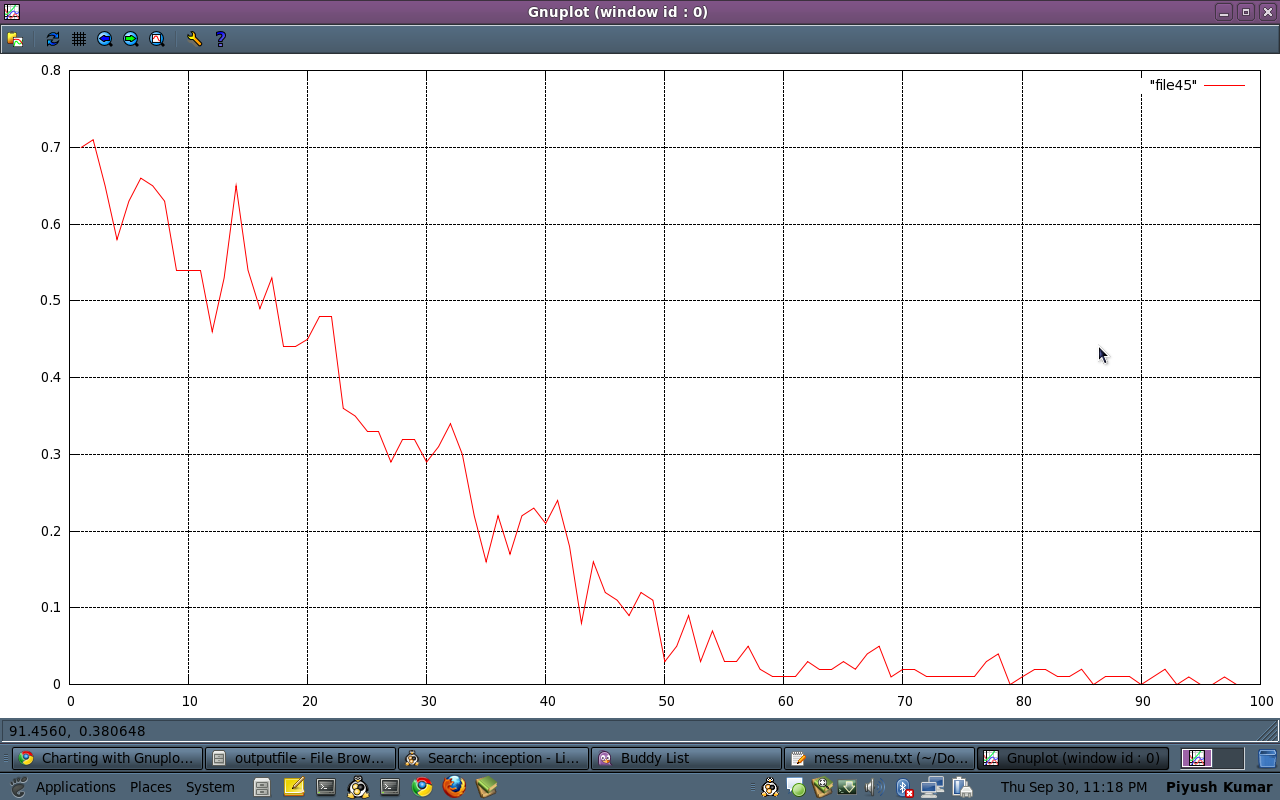 Gnuplot (window id : 0)
0.8
"file45"
0.7
0.6
0.5
0.4
0.3
0.2
0.1
0
0 10 20 30 40 50 60 70 80 90 100
91.4560, 0.380648
Charting with Gnuplo... outputfile - File Brow... Search: inception - Li... Buddy List mess menu.txt (~/Do... Gnuplot (window id : 0)
Applications Places System Thu Sep 30, 11:18 PM Piyush Kumar